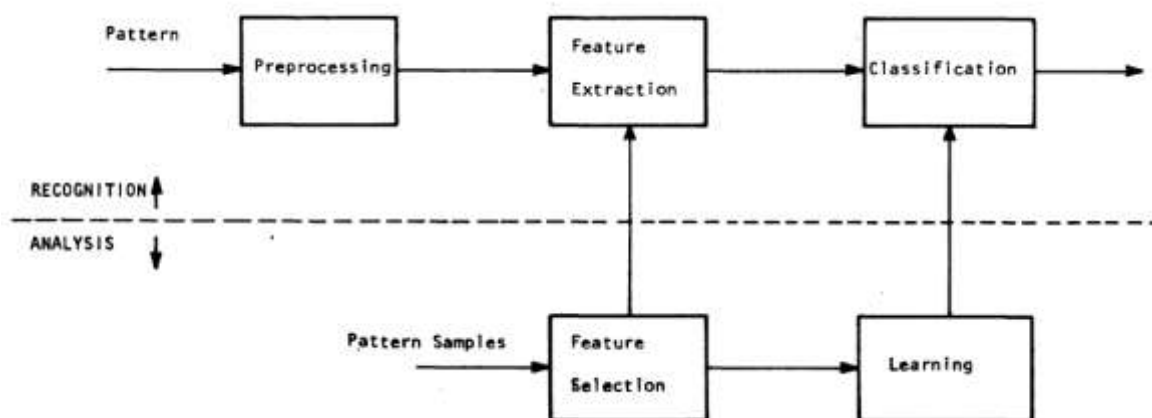 Pattern
Preprocessing
Feature
Extraction
Classification
RECOGNITION
ANALYSIS
Pattern Samples
Feature
Selection
Learning